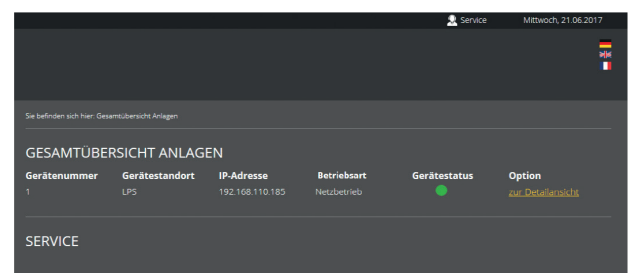 Service Mittwoch, 21.06.2017
Sie befinden sich hier: Gesamtübersicht Anlagen
GESAMTÜBERSICHT ANLAGEN
Gerätenummer Gerätestandort IP-Adresse Betriebsart Gerätestatus Option
1 LPS 192.168.110.185 Netzbetrieb zur Detailansicht
SERVICE